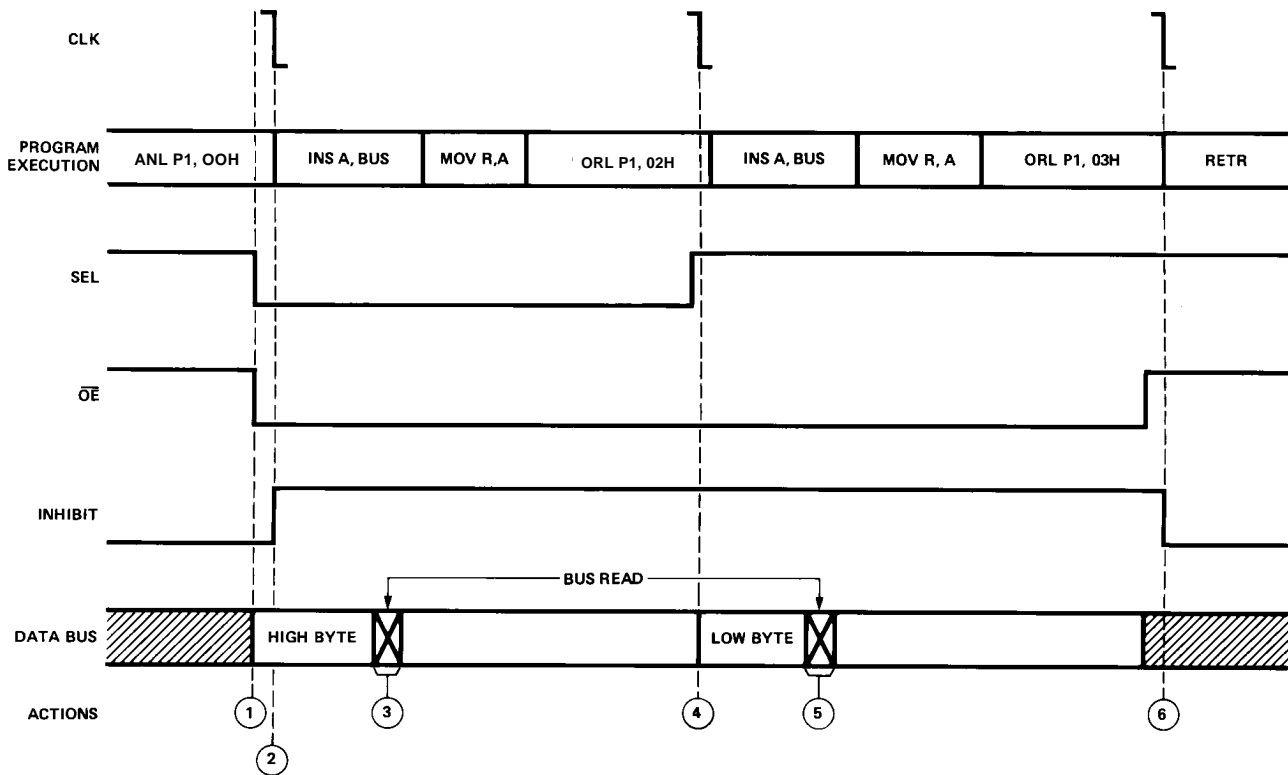 CLK
PROGRAM
EXECUTION
ANL P1, OOH
INS A, BUS
MOV R,A
ORL P1, 02H
INS A, BUS
MOV R, A
ORL P1, 03H
RETR
SEL
OE
INHIBIT
BUS READ
DATA BUS
HIGH BYTE
LOW BYTE
ACTIONS
1
3
4
5
6
2